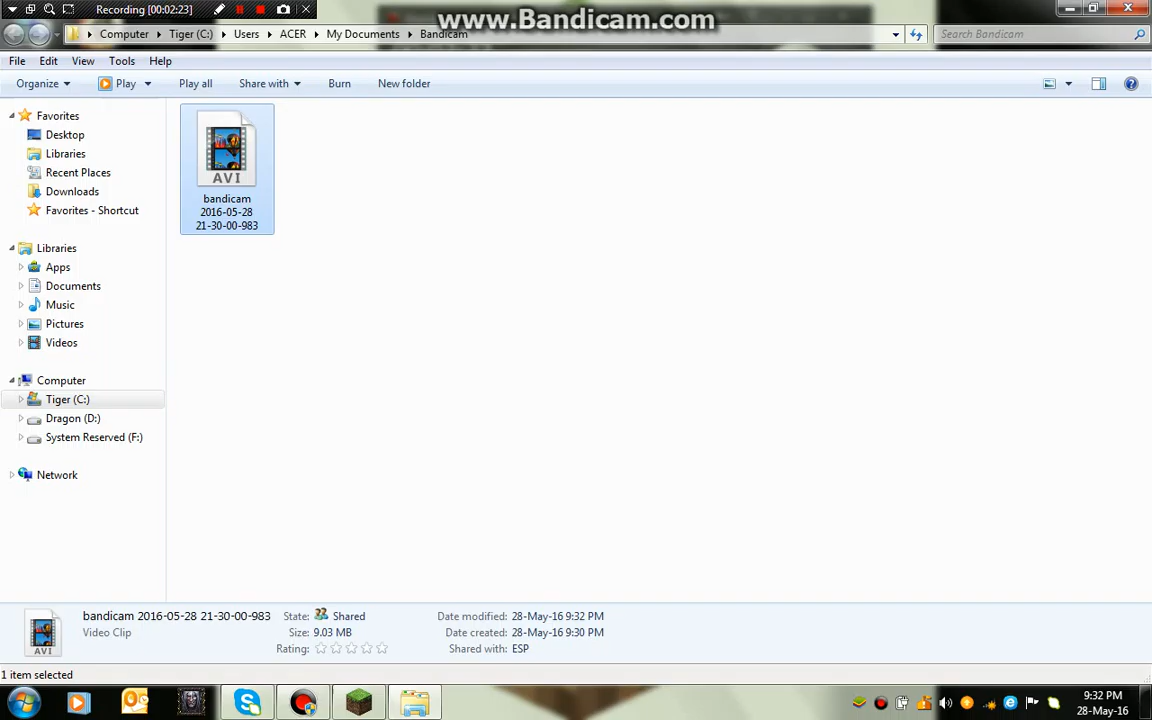 Recording [00:02:23]
www.Bandicam.com
Computer Tiger (C:) Users ACER My Documents Bandicam
Search Bandicam
File Edit View Tools Help
Organize Play Play all Share with Burn New folder
Favorites
Desktop
Libraries
Recent Places
Downloads
Favorites - Shortcut
Libraries
Apps
Documents
Music
Pictures
Videos
Computer
Tiger (C:)
Dragon (D:)
System Reserved (F:)
Network
AVI
bandicam
2016-05-28
21-30-00-983
AVI
bandicam 2016-05-28 21-30-00-983
Video Clip
State: Shared
Size: 9.03 MB
Rating:
Date modified: 28-May-16 9:32 PM
Date created: 28-May-16 9:30 PM
Shared with: ESP
1 item selected
9:32 PM
28-May-16